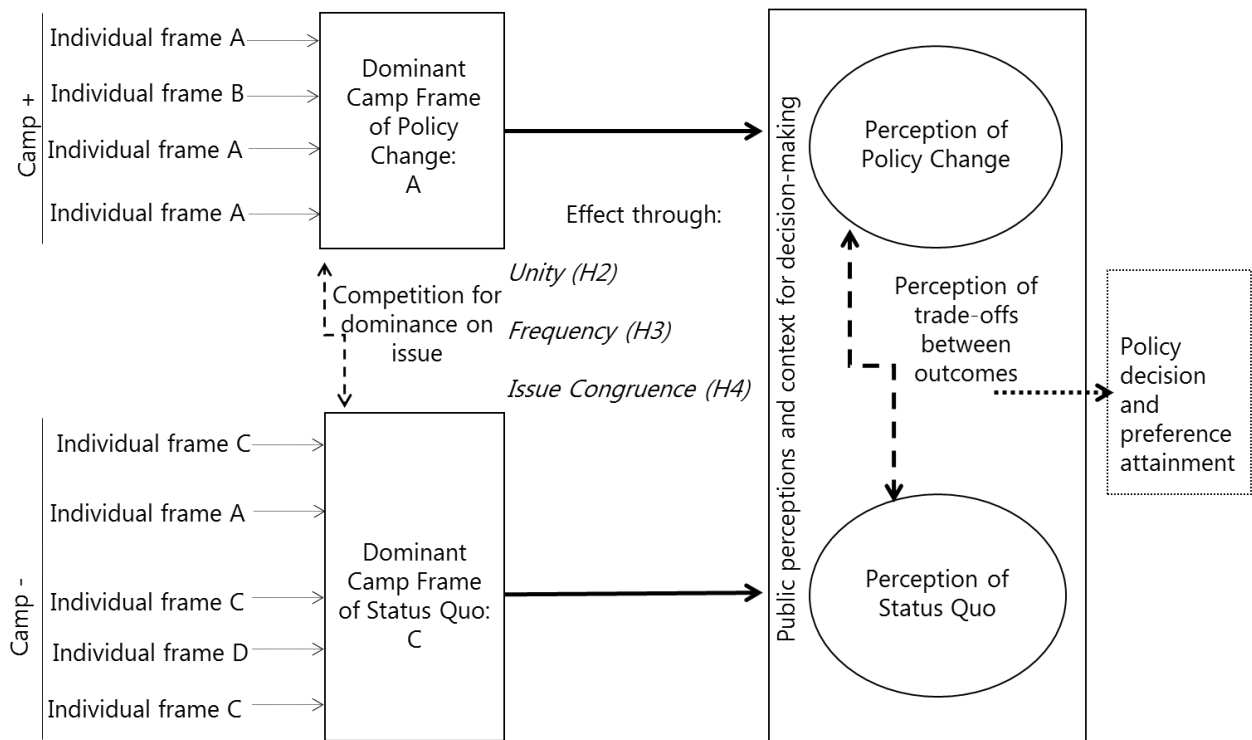 Camp +
Individual frame A
Individual frame B
Individual frame A
Individual frame A
Dominant
Camp Frame
of Policy
Change:
A
Effect through:
Unity (H2)
Frequency (H3)
Issue Congruence (H4)
Competition for
dominance on
issue
Camp -
Individual frame C
Individual frame A
Individual frame C
Individual frame D
Individual frame C
Dominant
Camp Frame
of Status Quo:
C
Public perceptions and context for decision-making
Perception of
Policy Change
Perception of
trade-offs
between
outcomes
Perception of
Status Quo
Policy
decision
and
preference
attainment